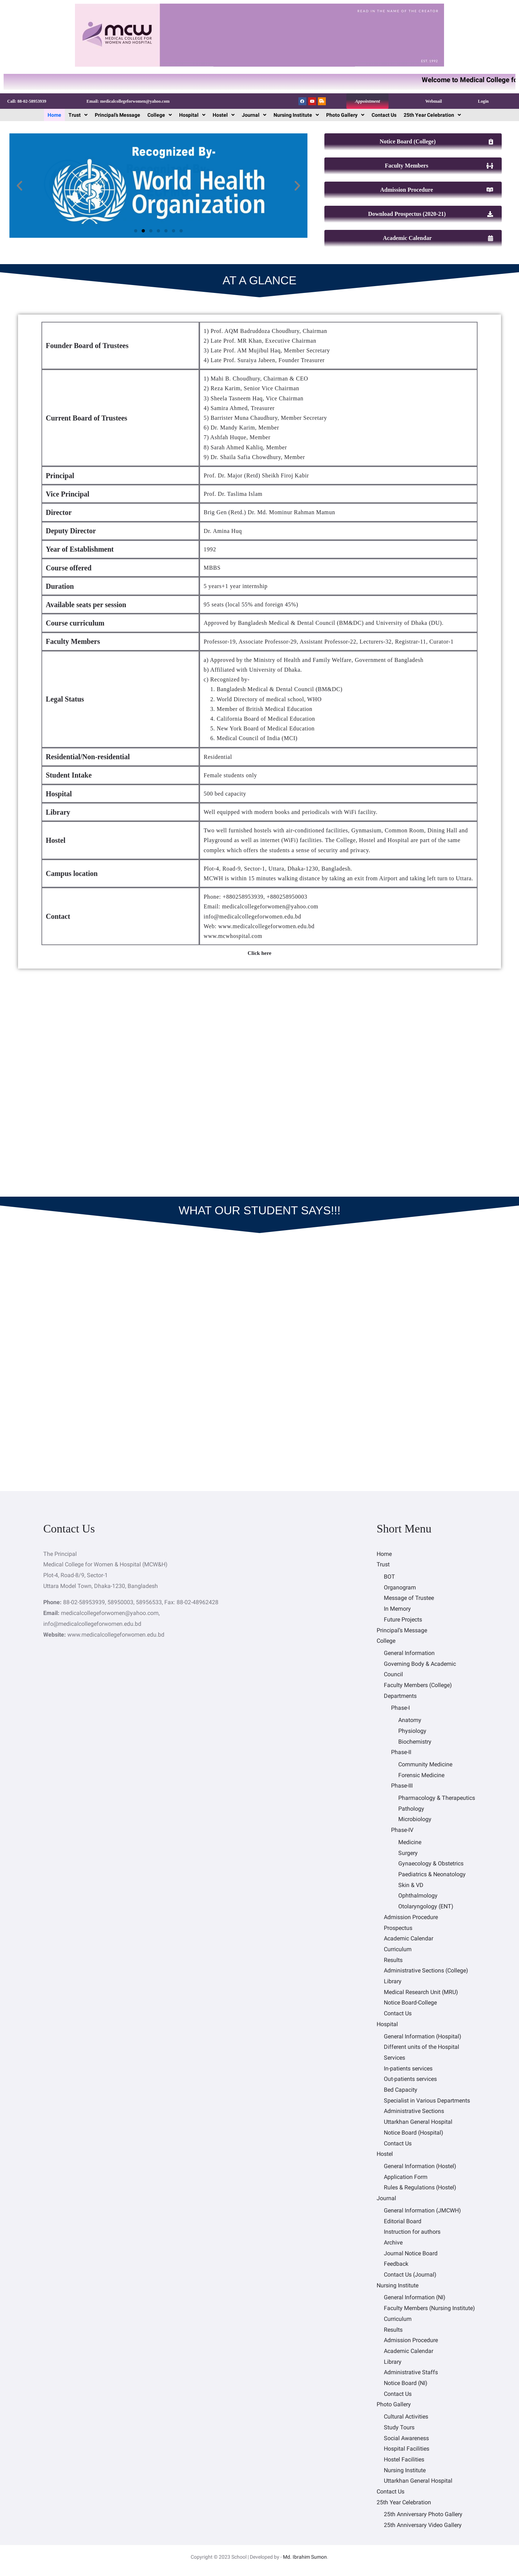 READ IN THE NAME OF THE CREATOR
mcw
MEDICAL COLLEGE FOR
WOMEN AND HOSPITAL
EST. 1992
Welcome to Medical College fo
Call: 88-02-58953939
Email: medicalcollegeforwomen@yahoo.com
Appointment
Webmail
Login
Home Trust Principal's Message College Hospital Hostel Journal Nursing Institute Photo Gallery Contact Us 25th Year Celebration
Recognized By-
World Health
Organization
Notice Board (College)
Faculty Members
Admission Procedure
Download Prospectus (2020-21)
Academic Calendar
AT A GLANCE
Founder Board of Trustees
1) Prof. AQM Badruddoza Choudhury, Chairman
2) Late Prof. MR Khan, Executive Chairman
3) Late Prof. AM Mujibul Haq, Member Secretary
4) Late Prof. Suraiya Jabeen, Founder Treasurer
Current Board of Trustees
1) Mahi B. Choudhury, Chairman & CEO
2) Reza Karim, Senior Vice Chairman
3) Sheela Tasneem Haq, Vice Chairman
4) Samira Ahmed, Treasurer
5) Barrister Muna Chaudhury, Member Secretary
6) Dr. Mandy Karim, Member
7) Ashfah Huque, Member
8) Sarah Ahmed Kahliq, Member
9) Dr. Shaila Safia Chowdhury, Member
Principal
Prof. Dr. Major (Retd) Sheikh Firoj Kabir
Vice Principal
Prof. Dr. Taslima Islam
Director
Brig Gen (Retd.) Dr. Md. Mominur Rahman Mamun
Deputy Director
Dr. Amina Huq
Year of Establishment
1992
Course offered
MBBS
Duration
5 years+1 year internship
Available seats per session
95 seats (local 55% and foreign 45%)
Course curriculum
Approved by Bangladesh Medical & Dental Council (BM&DC) and University of Dhaka (DU).
Faculty Members
Professor-19, Associate Professor-29, Assistant Professor-22, Lecturers-32, Registrar-11, Curator-1
Legal Status
a) Approved by the Ministry of Health and Family Welfare, Government of Bangladesh
b) Affiliated with University of Dhaka.
c) Recognized by-
1. Bangladesh Medical & Dental Council (BM&DC)
2. World Directory of medical school, WHO
3. Member of British Medical Education
4. California Board of Medical Education
5. New York Board of Medical Education
6. Medical Council of India (MCI)
Residential/Non-residential
Residential
Student Intake
Female students only
Hospital
500 bed capacity
Library
Well equipped with modern books and periodicals with WiFi facility.
Hostel
Two well furnished hostels with air-conditioned facilities, Gynmasium, Common Room, Dining Hall and
Playground as well as internet (WiFi) facilities. The College, Hostel and Hospital are part of the same
complex which offers the students a sense of security and privacy.
Campus location
Plot-4, Road-9, Sector-1, Uttara, Dhaka-1230, Bangladesh.
MCWH is within 15 minutes walking distance by taking an exit from Airport and taking left turn to Uttara.
Contact
Phone: +880258953939, +880258950003
Email: medicalcollegeforwomen@yahoo.com
info@medicalcollegeforwomen.edu.bd
Web: www.medicalcollegeforwomen.edu.bd
www.mcwhospital.com
Click here
WHAT OUR STUDENT SAYS!!!
Contact Us
The Principal
Medical College for Women & Hospital (MCW&H)
Plot-4, Road-8/9, Sector-1
Uttara Model Town, Dhaka-1230, Bangladesh
Phone: 88-02-58953939, 58950003, 58956533, Fax: 88-02-48962428
Email: medicalcollegeforwomen@yahoo.com,
info@medicalcollegeforwomen.edu.bd
Website: www.medicalcollegeforwomen.edu.bd
Short Menu
Home
Trust
BOT
Organogram
Message of Trustee
In Memory
Future Projects
Principal's Message
College
General Information
Governing Body & Academic
Council
Faculty Members (College)
Departments
Phase-I
Anatomy
Physiology
Biochemistry
Phase-II
Community Medicine
Forensic Medicine
Phase-III
Pharmacology & Therapeutics
Pathology
Microbiology
Phase-IV
Medicine
Surgery
Gynaecology & Obstetrics
Paediatrics & Neonatology
Skin & VD
Ophthalmology
Otolaryngology (ENT)
Admission Procedure
Prospectus
Academic Calendar
Curriculum
Results
Administrative Sections (College)
Library
Medical Research Unit (MRU)
Notice Board-College
Contact Us
Hospital
General Information (Hospital)
Different units of the Hospital
Services
In-patients services
Out-patients services
Bed Capacity
Specialist in Various Departments
Administrative Sections
Uttarkhan General Hospital
Notice Board (Hospital)
Contact Us
Hostel
General Information (Hostel)
Application Form
Rules & Regulations (Hostel)
Journal
General Information (JMCWH)
Editorial Board
Instruction for authors
Archive
Journal Notice Board
Feedback
Contact Us (Journal)
Nursing Institute
General Information (NI)
Faculty Members (Nursing Institute)
Curriculum
Results
Admission Procedure
Academic Calendar
Library
Administrative Staffs
Notice Board (NI)
Contact Us
Photo Gallery
Cultural Activities
Study Tours
Social Awareness
Hospital Facilities
Hostel Facilities
Nursing Institute
Uttarkhan General Hospital
Contact Us
25th Year Celebration
25th Anniversary Photo Gallery
25th Anniversary Video Gallery
Copyright © 2023 School | Developed by : Md. Ibrahim Sumon